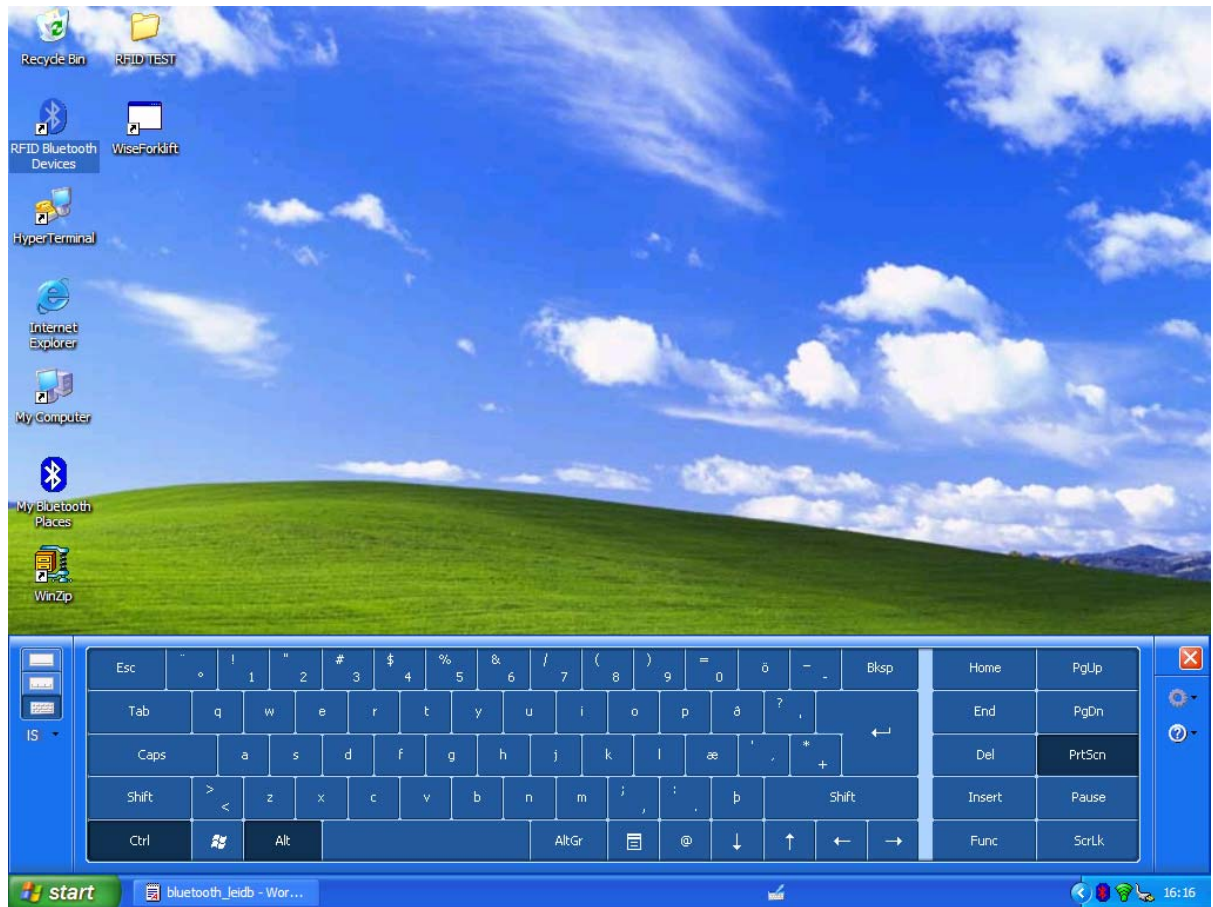 Recycle Bin
RFID TEST
RFID Bluetooth
Devices
WiseForklift
HyperTerminal
Internet
Explorer
My Computer
My Bluetooth
Places
WinZip
IS
Esc ¨ ° ! 1 " 2 # 3 $ 4 % 5 & 6 / 7 ( 8 ) 9 = 0 ö _ - Bksp Home PgUp
Tab q w e r t y u i o p ð ? ' End PgDn
Caps a s d f g h j k l æ ' ´ * + ↵ Del PrtScn
Shift > < z x c v b n m ; , : . þ Shift Insert Pause
Ctrl Alt AltGr @ ↓ ↑ ← → Func ScrLk
start
bluetooth_leidb - Wor...
16:16